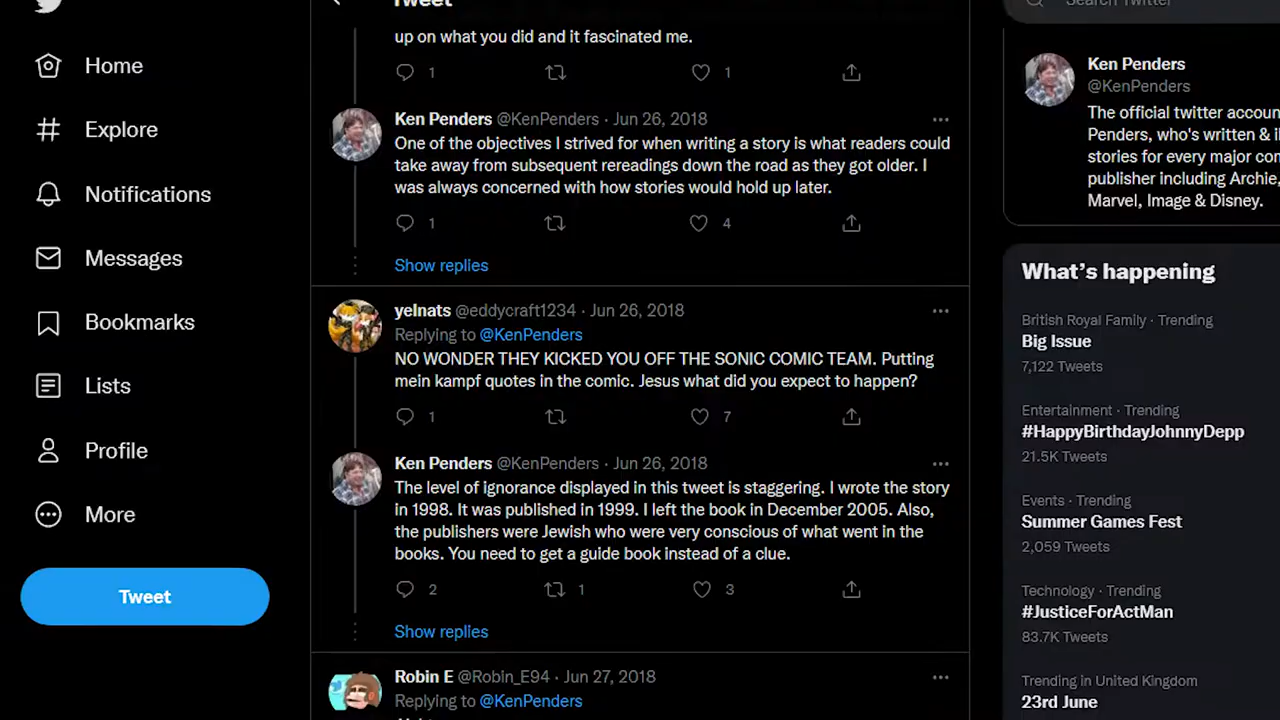 Tweet
Search Twitter
Home
Explore
Notifications
Messages
Bookmarks
Lists
Profile
More
Tweet
up on what you did and it fascinated me.
1 1
Ken Penders @KenPenders · Jun 26, 2018
One of the objectives I strived for when writing a story is what readers could
take away from subsequent rereadings down the road as they got older. I
was always concerned with how stories would hold up later.
1 4
Show replies
yelnats @eddycraft1234 · Jun 26, 2018
Replying to @KenPenders
NO WONDER THEY KICKED YOU OFF THE SONIC COMIC TEAM. Putting
mein kampf quotes in the comic. Jesus what did you expect to happen?
1 7
Ken Penders @KenPenders · Jun 26, 2018
The level of ignorance displayed in this tweet is staggering. I wrote the story
in 1998. It was published in 1999. I left the book in December 2005. Also,
the publishers were Jewish who were very conscious of what went in the
books. You need to get a guide book instead of a clue.
2 1 3
Show replies
Robin E @Robin_E94 · Jun 27, 2018
Replying to @KenPenders
Ken Penders
@KenPenders
The official twitter accoun
Penders, who's written & i
stories for every major co
publisher including Archie,
Marvel, Image & Disney.
What's happening
British Royal Family · Trending
Big Issue
7,122 Tweets
Entertainment · Trending
#HappyBirthdayJohnnyDepp
21.5K Tweets
Events · Trending
Summer Games Fest
2,059 Tweets
Technology · Trending
#JusticeForActMan
83.7K Tweets
Trending in United Kingdom
23rd June